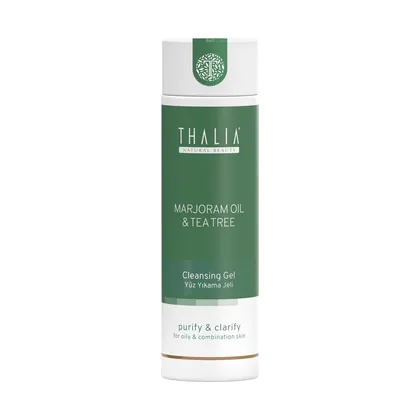 THALIA
NATURAL BEAUTY
MARJORAM OIL
& TEA TREE
Cleansing Gel
Yüz Yıkama Jeli
purify & clarify
for oily & combination skin